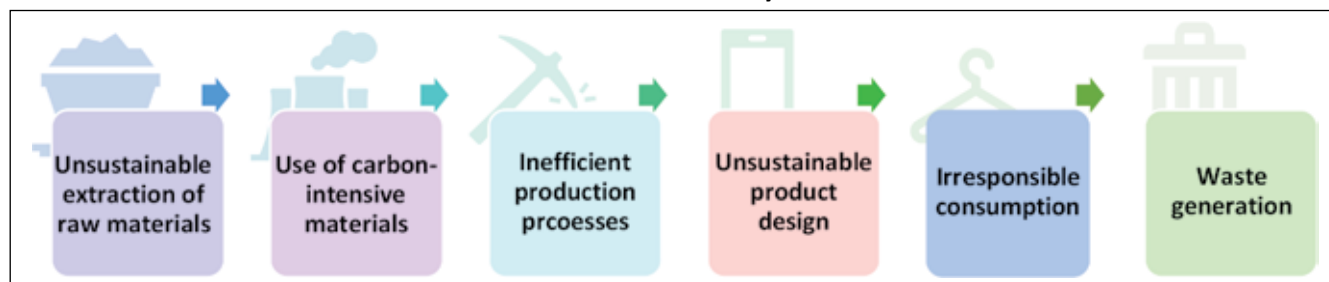 Unsustainable
extraction of
raw materials
Use of carbon-
intensive
materials
Inefficient
production
prcoesses
Unsustainable
product
design
Irresponsible
consumption
Waste
generation